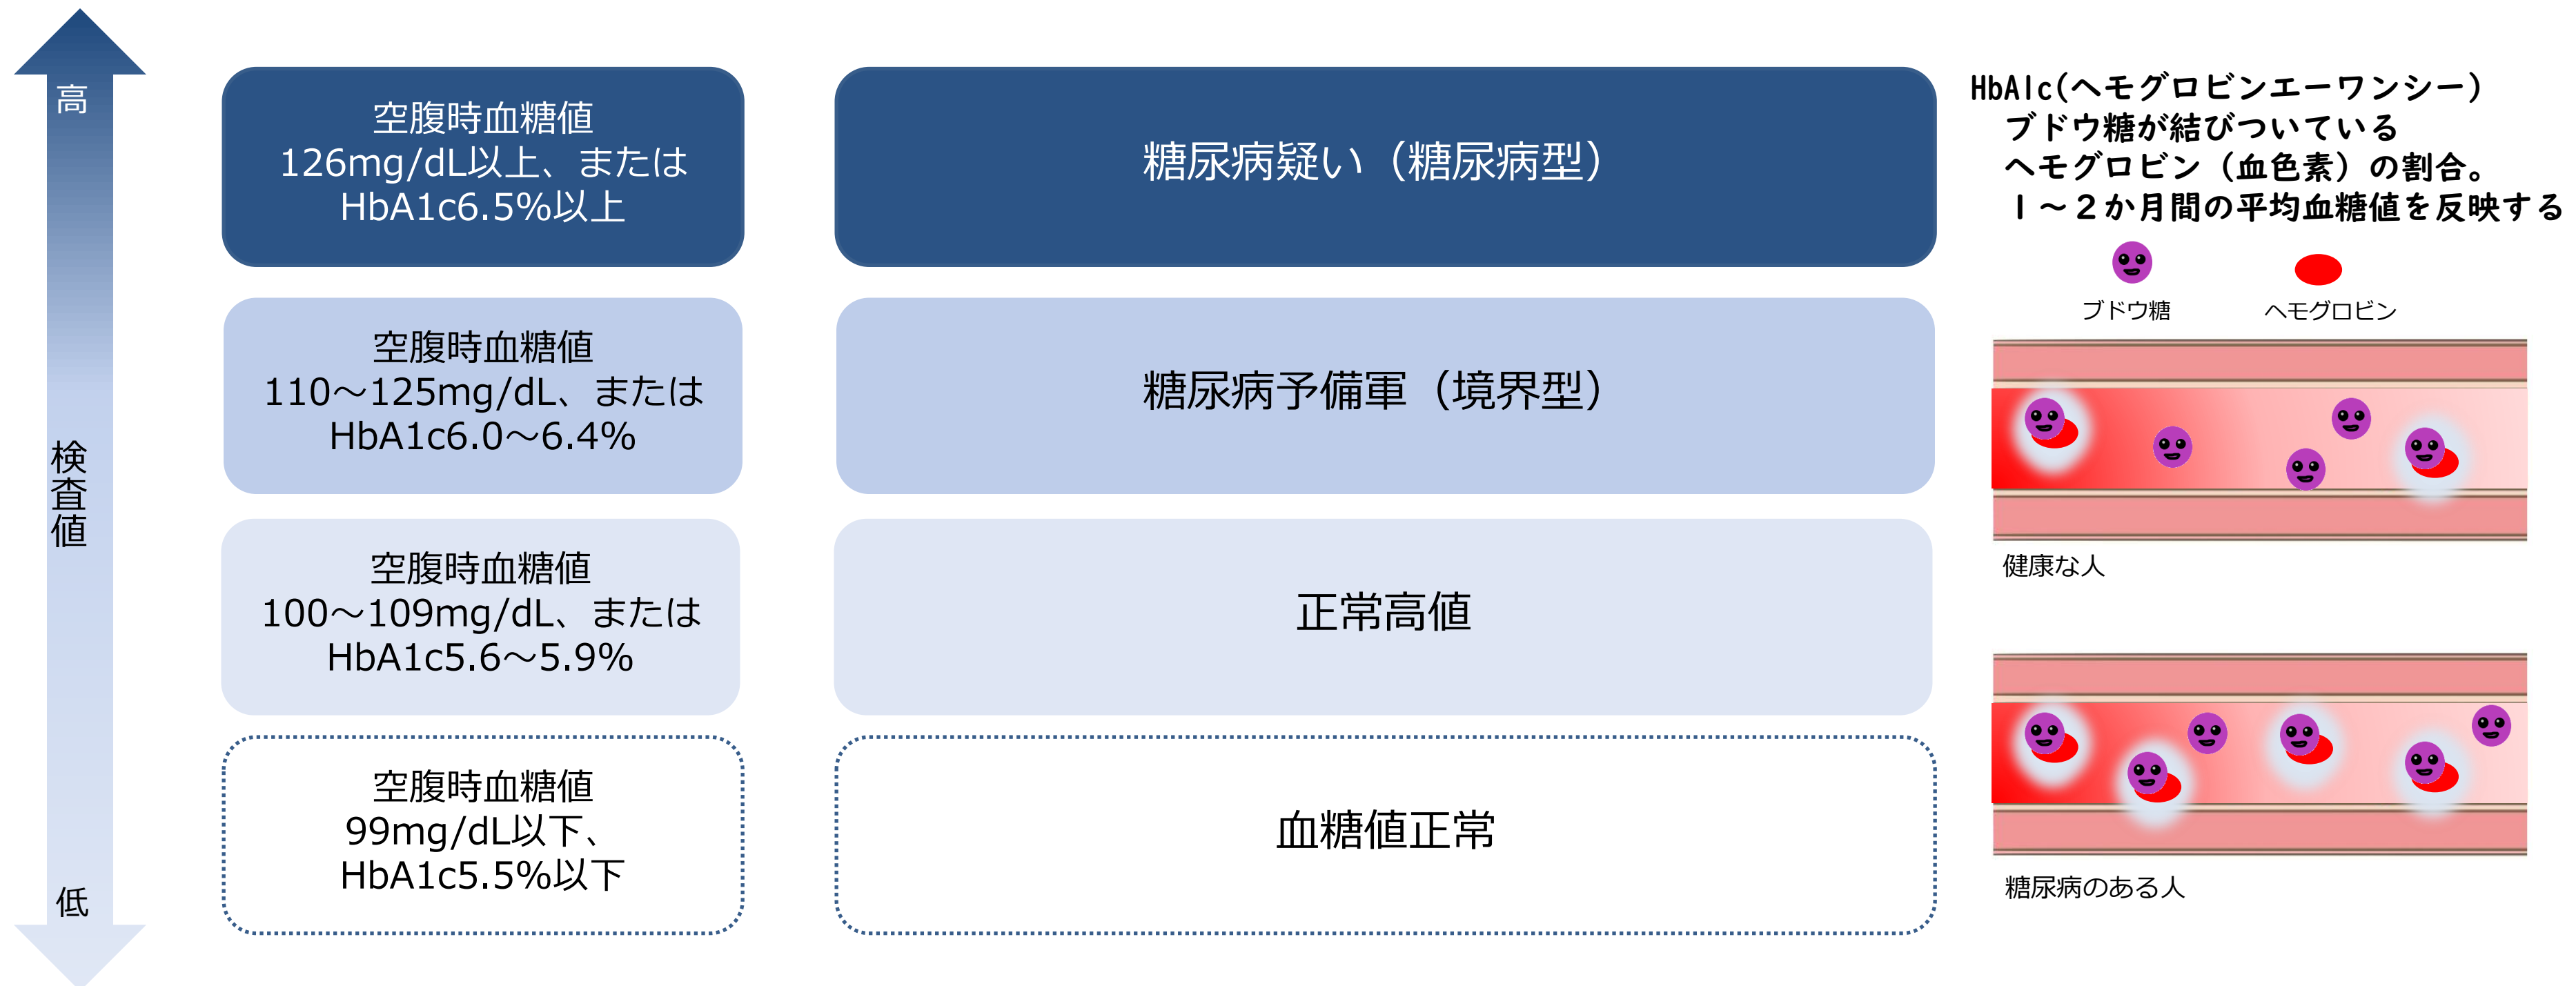 高
検査値
低
空腹時血糖値
126mg/dL以上、または
HbA1c6.5%以上
糖尿病疑い（糖尿病型）
空腹時血糖値
110～125mg/dL、または
HbA1c6.0～6.4%
糖尿病予備軍（境界型）
空腹時血糖値
100～109mg/dL、または
HbA1c5.6～5.9%
正常高値
空腹時血糖値
99mg/dL以下、
HbA1c5.5%以下
血糖値正常
HbA1c(ヘモグロビンエーワンシー)
ブドウ糖が結びついている
ヘモグロビン（血色素）の割合。
１～２か月間の平均血糖値を反映する
ブドウ糖
ヘモグロビン
健康な人
糖尿病のある人